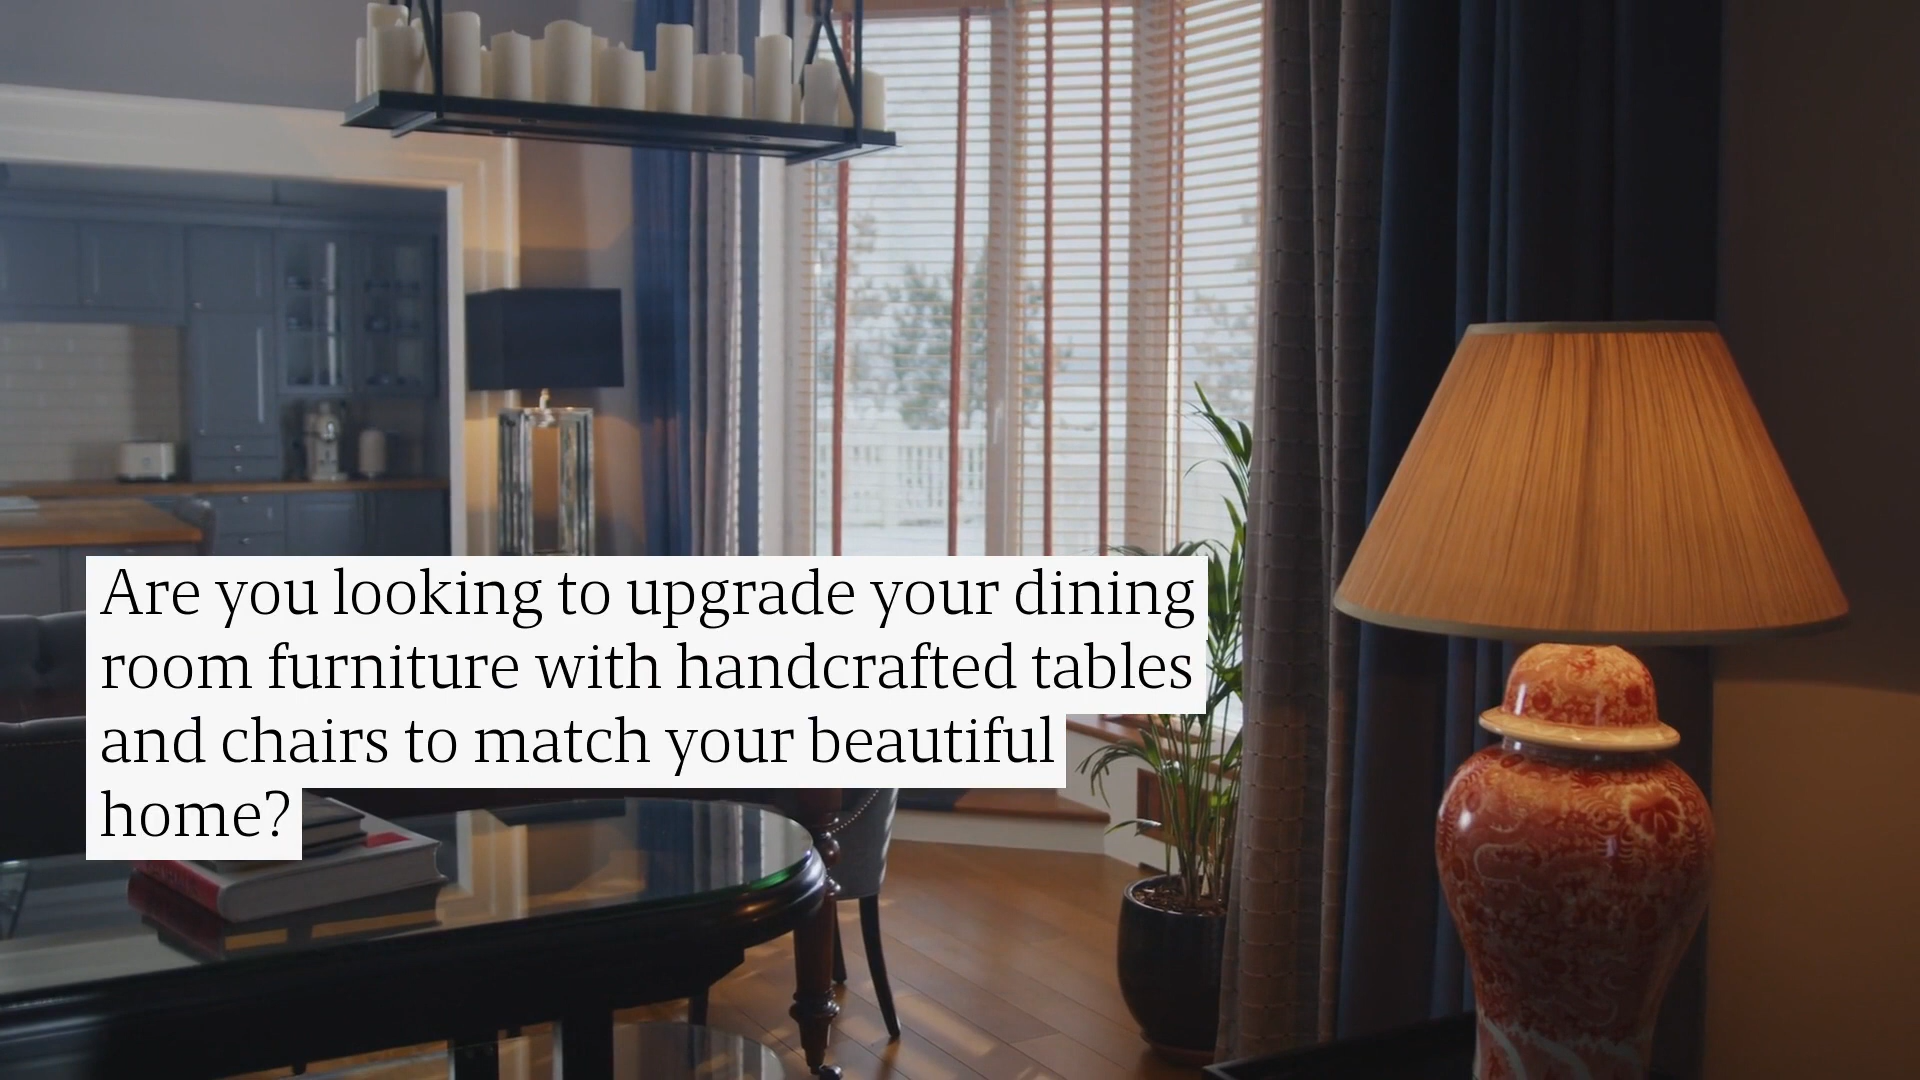 Are you looking to upgrade your dining
room furniture with handcrafted tables
and chairs to match your beautiful
home?